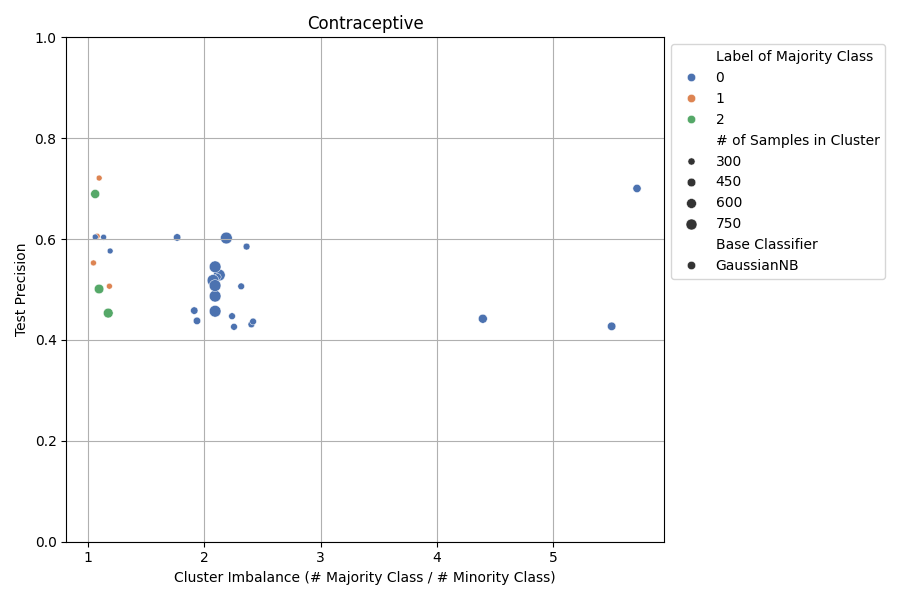 Contraceptive
1.0
0.8
0.6
0.4
0.2
0.0
Test Precision
1
2
3
4
5
Cluster Imbalance (# Majority Class / # Minority Class)
Label of Majority Class
0
1
2
# of Samples in Cluster
300
450
600
750
Base Classifier
GaussianNB